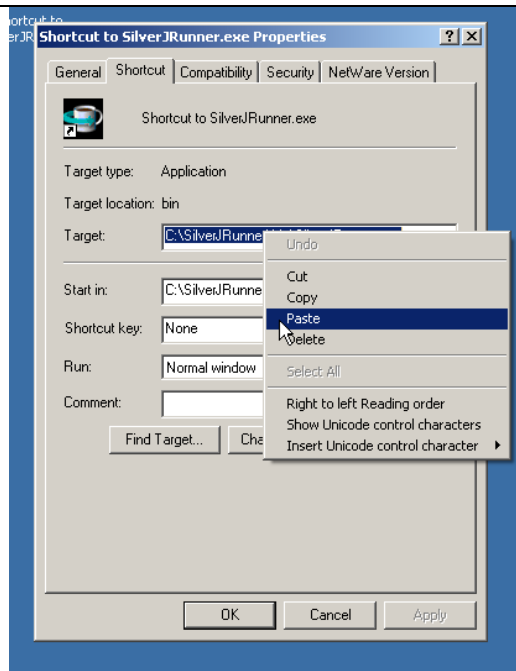 Shortcut to SilverJRunner.exe Properties
General Shortcut Compatibility Security NetWare Version
Shortcut to SilverJRunner.exe
Target type: Application
Target location: bin
Target: C:\SilverJRunne
Start in: C:\SilverJRunne
Shortcut key: None
Run: Normal window
Comment:
Find Target... Cha
Undo
Cut
Copy
Paste
Delete
Select All
Right to left Reading order
Show Unicode control characters
Insert Unicode control character
OK Cancel Apply